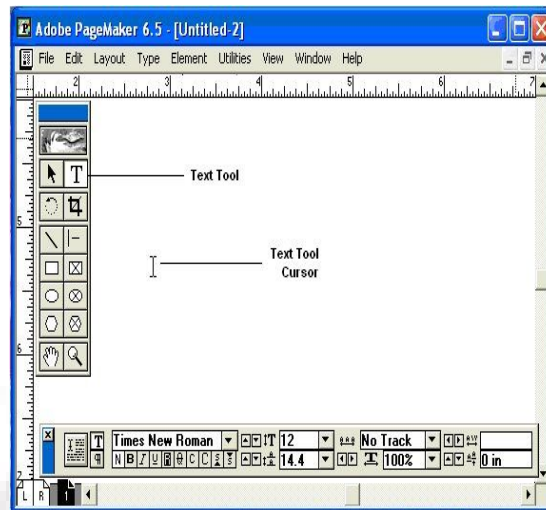 Adobe PageMaker 6.5 - [Untitled-2]
File Edit Layout Type Element Utilities View Window Help
2 3 4 5 6 7
T
Text Tool
5
Text Tool
Cursor
6
T Times New Roman T 12 No Track
¶ N B I U R C C 14.4 T 100% 0 in
2
L R 1